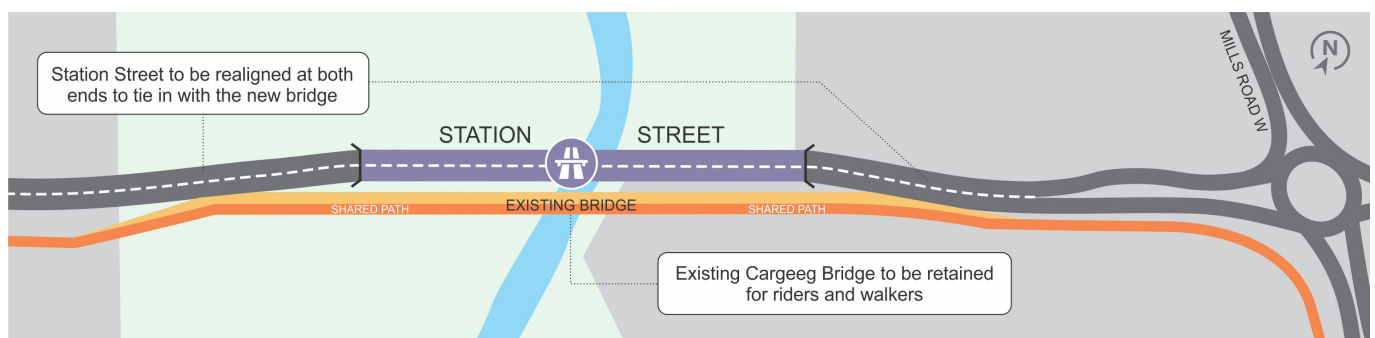 Station Street to be realigned at both
ends to tie in with the new bridge
STATION STREET
MILLS ROAD W
N
SHARED PATH EXISTING BRIDGE SHARED PATH
Existing Cargeeg Bridge to be retained
for riders and walkers